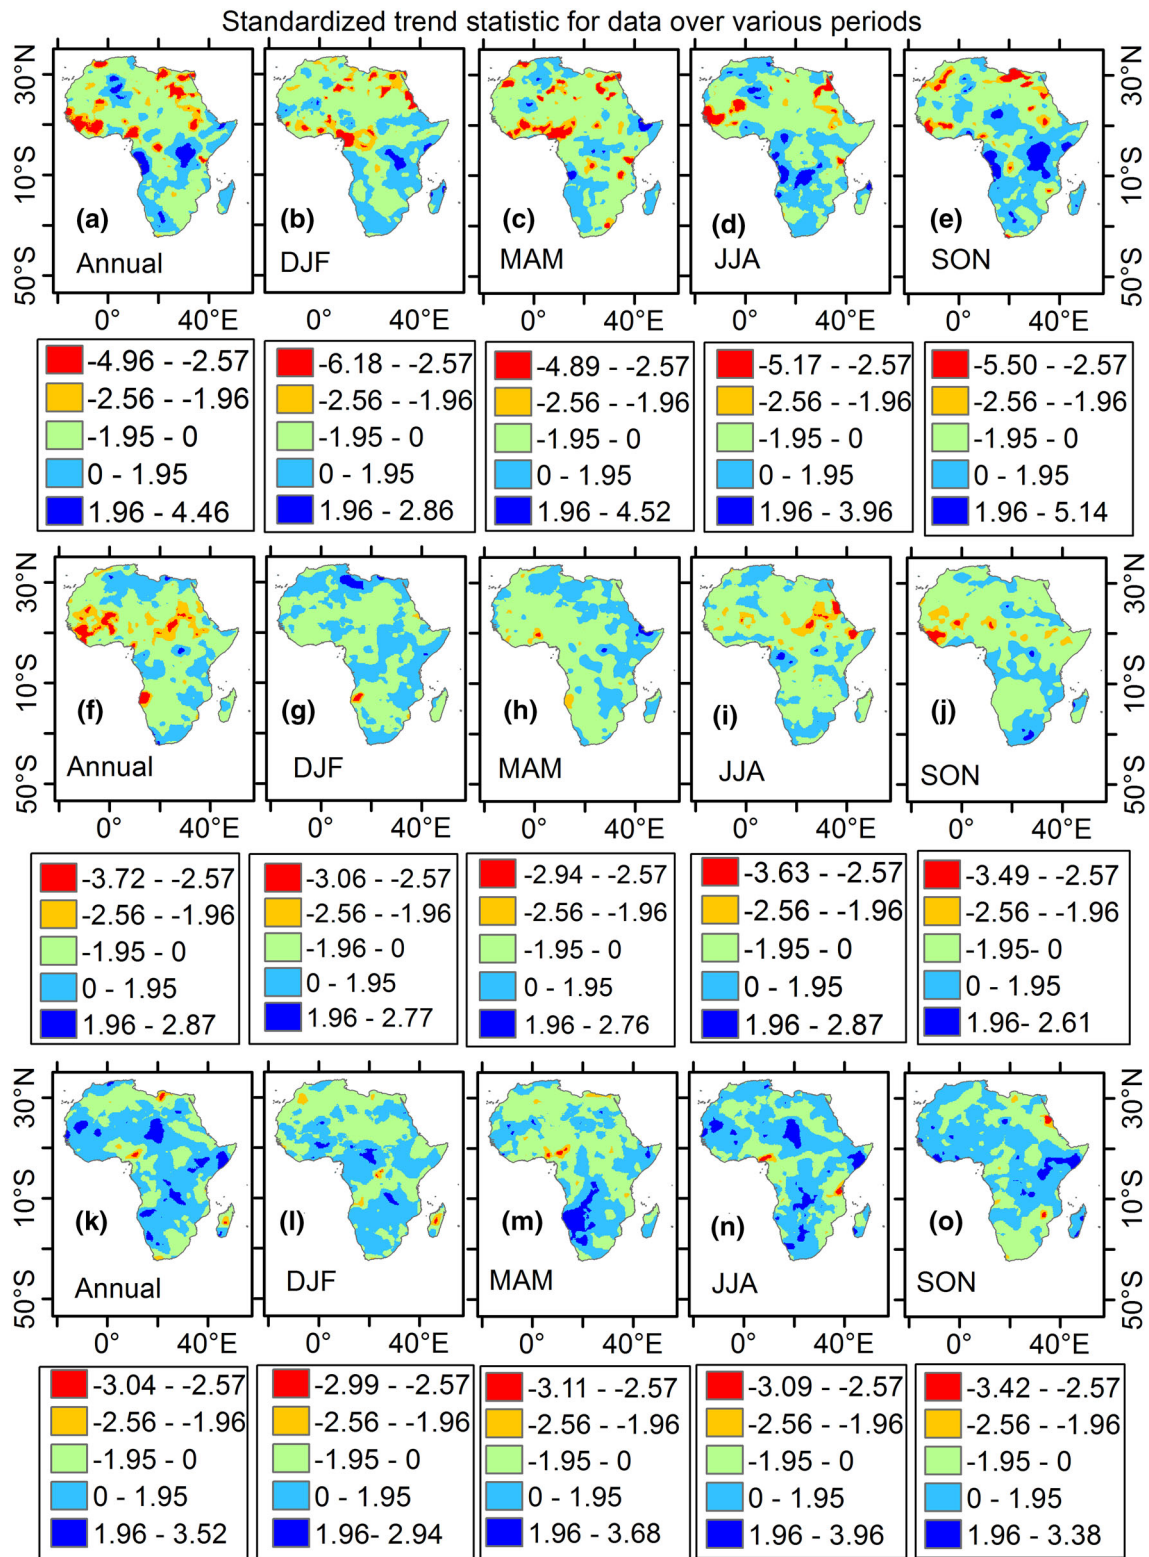 Standardized trend statistic for data over various periods
30°N 10°S 50°S
(a) Annual
(b) DJF
(c) MAM
(d) JJA
(e) SON
30°N 10°S 50°S
0° 40°E 0° 40°E 0° 40°E 0° 40°E 0° 40°E
-4.96 - -2.57
-2.56 - -1.96
-1.95 - 0
0 - 1.95
1.96 - 4.46
-6.18 - -2.57
-2.56 - -1.96
-1.95 - 0
0 - 1.95
1.96 - 2.86
-4.89 - -2.57
-2.56 - -1.96
-1.95 - 0
0 - 1.95
1.96 - 4.52
-5.17 - -2.57
-2.56 - -1.96
-1.95 - 0
0 - 1.95
1.96 - 3.96
-5.50 - -2.57
-2.56 - -1.96
-1.95 - 0
0 - 1.95
1.96 - 5.14
30°N 10°S 50°S
(f) Annual
(g) DJF
(h) MAM
(i) JJA
(j) SON
30°N 10°S 50°S
0° 40°E 0° 40°E 0° 40°E 0° 40°E 0° 40°E
-3.72 - -2.57
-2.56 - -1.96
-1.95 - 0
0 - 1.95
1.96 - 2.87
-3.06 - -2.57
-2.56 - -1.96
-1.96 - 0
0 - 1.95
1.96 - 2.77
-2.94 - -2.57
-2.56 - -1.96
-1.95 - 0
0 - 1.95
1.96 - 2.76
-3.63 - -2.57
-2.56 - -1.96
-1.95 - 0
0 - 1.95
1.96 - 2.87
-3.49 - -2.57
-2.56 - -1.96
-1.95- 0
0 - 1.95
1.96- 2.61
30°N 10°S 50°S
(k) Annual
(l) DJF
(m) MAM
(n) JJA
(o) SON
30°N 10°S 50°S
0° 40°E 0° 40°E 0° 40°E 0° 40°E 0° 40°E
-3.04 - -2.57
-2.56 - -1.96
-1.95 - 0
0 - 1.95
1.96 - 3.52
-2.99 - -2.57
-2.56 - -1.96
-1.95 - 0
0 - 1.95
1.96- 2.94
-3.11 - -2.57
-2.56 - -1.96
-1.95 - 0
0 - 1.95
1.96 - 3.68
-3.09 - -2.57
-2.56 - -1.96
-1.95 - 0
0 - 1.95
1.96 - 3.96
-3.42 - -2.57
-2.56 - -1.96
-1.95 - 0
0 - 1.95
1.96 - 3.38